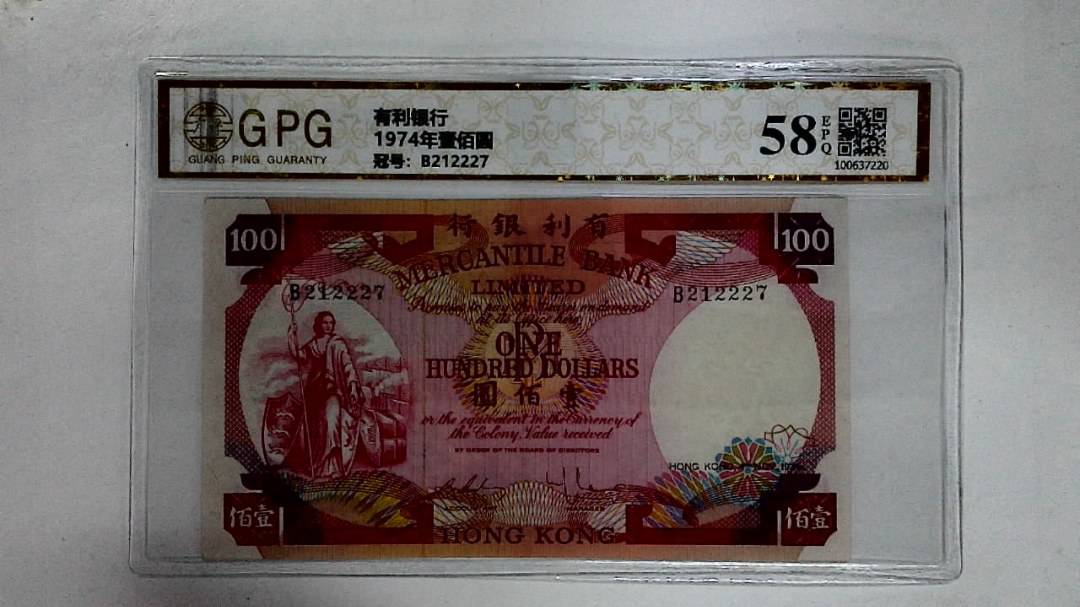 GPG
GUANG PING GUARANTY
有利银行
1974年壹佰圆
冠号: B212227
58 EPQ
100637220
行銀利有
100
100
MERCANTILE BANK
LIMITED
B212227
B212227
ONE
HUNDRED DOLLARS
圓佰壹
or the equivalent in the Currency of
the Colony, Value received
BY ORDER OF THE BOARD OF DIRECTORS
HONG KONG
MANAGER
佰壹
佰壹
HONG KONG